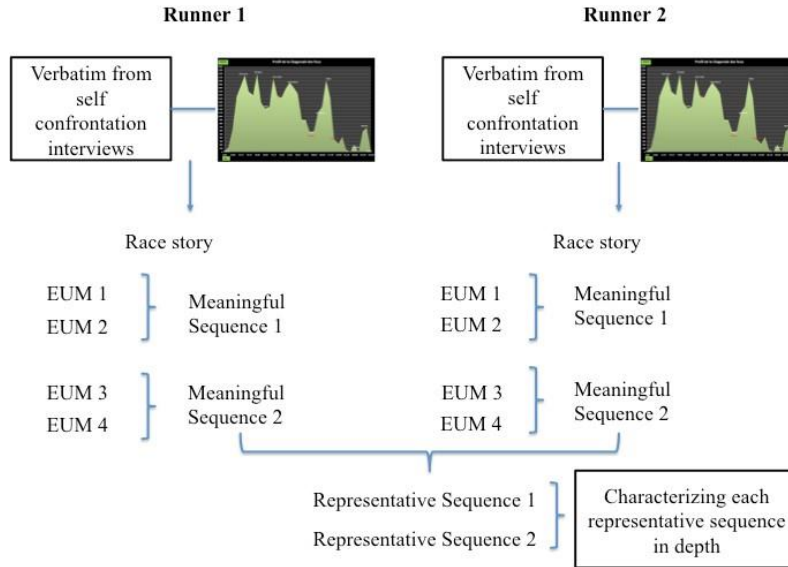 Runner 1
Runner 2
Verbatim from
self
confrontation
interviews
Verbatim from
self
confrontation
interviews
Race story
Race story
EUM 1
EUM 2
Meaningful
Sequence 1
EUM 1
EUM 2
Meaningful
Sequence 1
EUM 3
EUM 4
Meaningful
Sequence 2
EUM 3
EUM 4
Meaningful
Sequence 2
Representative Sequence 1
Representative Sequence 2
Characterizing each
representative sequence
in depth